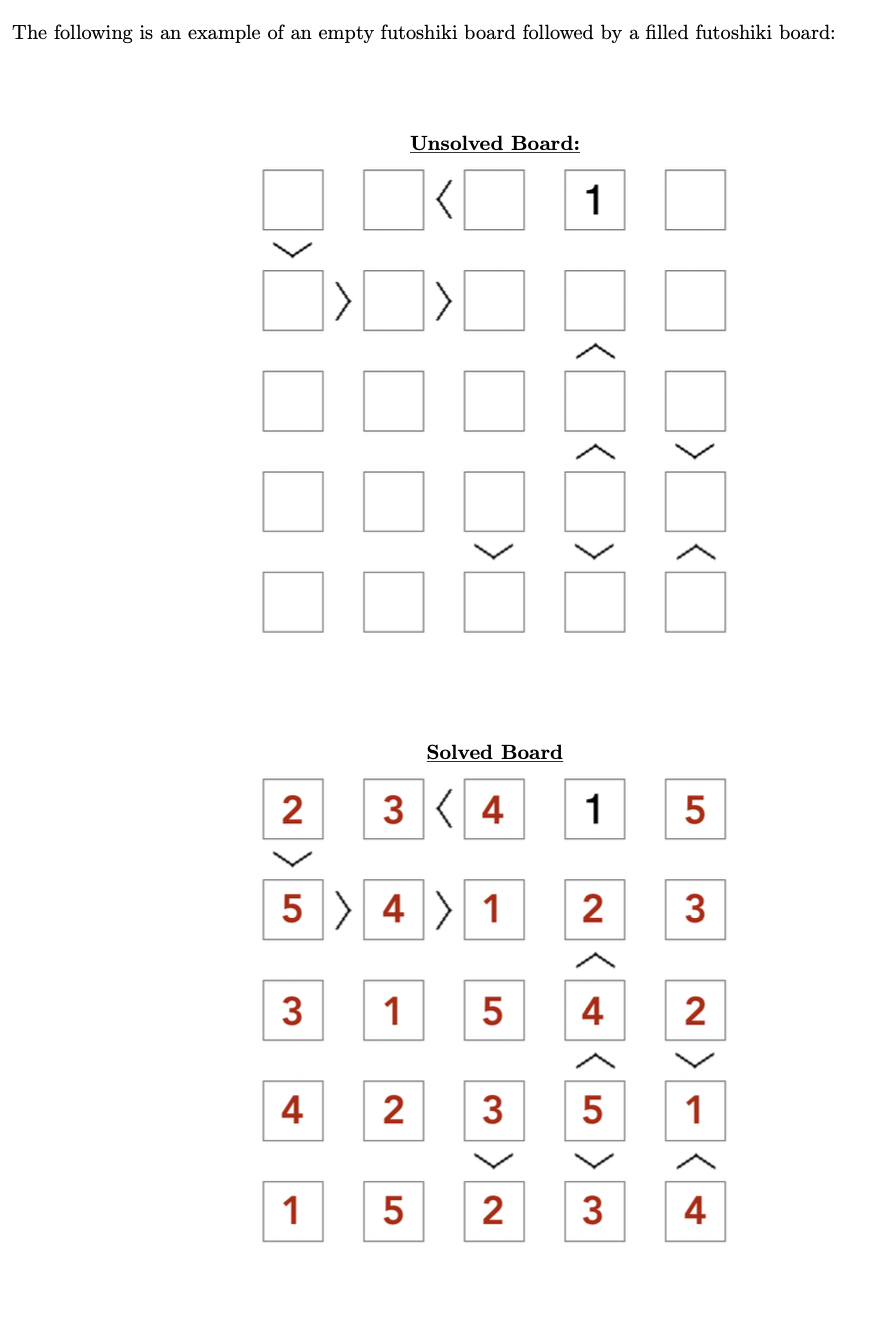 The following is an example of an empty futoshiki board followed by a filled futoshiki board:
Unsolved Board:
< 1
﹀
> >
︿
︿ ﹀
﹀ ﹀ ︿
Solved Board
2 3 < 4 1 5
﹀
5 > 4 > 1 2 3
︿
3 1 5 4 2
︿ ﹀
4 2 3 5 1
﹀ ﹀ ︿
1 5 2 3 4